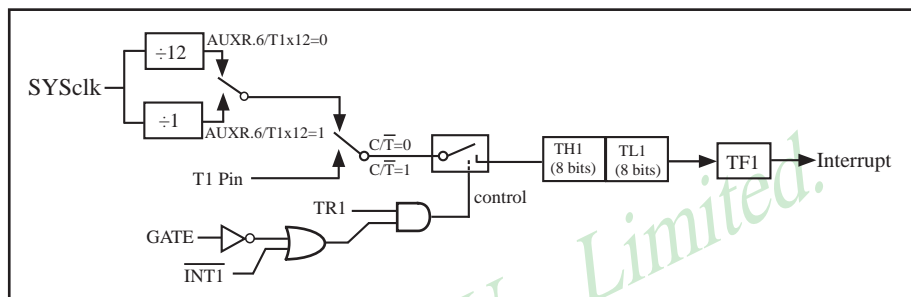 ÷12
AUXR.6/T1x12=0
SYSclk
÷1
AUXR.6/T1x12=1
C/T̅=0
C/T̅=1
T1 Pin
TH1
(8 bits)
TL1
(8 bits)
TF1
Interrupt
control
TR1
GATE
I̅N̅T̅1̅
Limited.